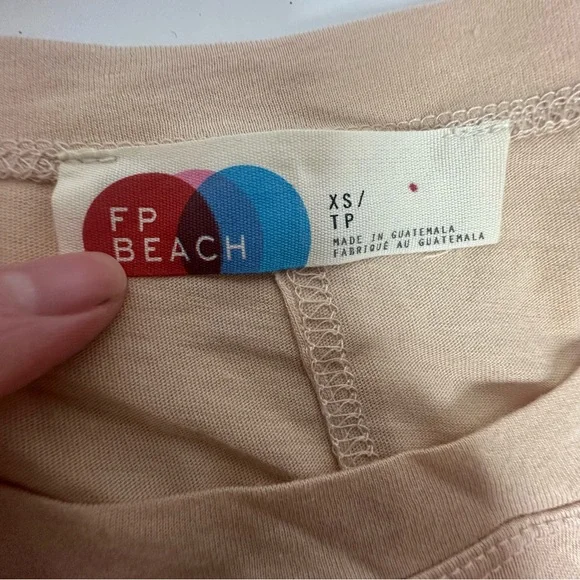 FP
BEACH
XS/
TP
MADE IN GUATEMALA
FABRIQUÉ AU GUATEMALA